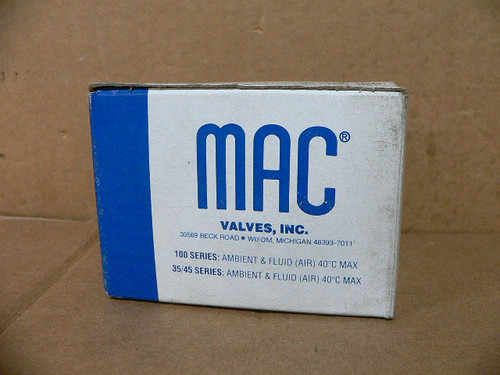 MAC®
VALVES, INC.
30569 BECK ROAD • WIXOM, MICHIGAN 48393-7011
100 SERIES: AMBIENT & FLUID (AIR) 40°C MAX
35/45 SERIES: AMBIENT & FLUID (AIR) 40°C MAX